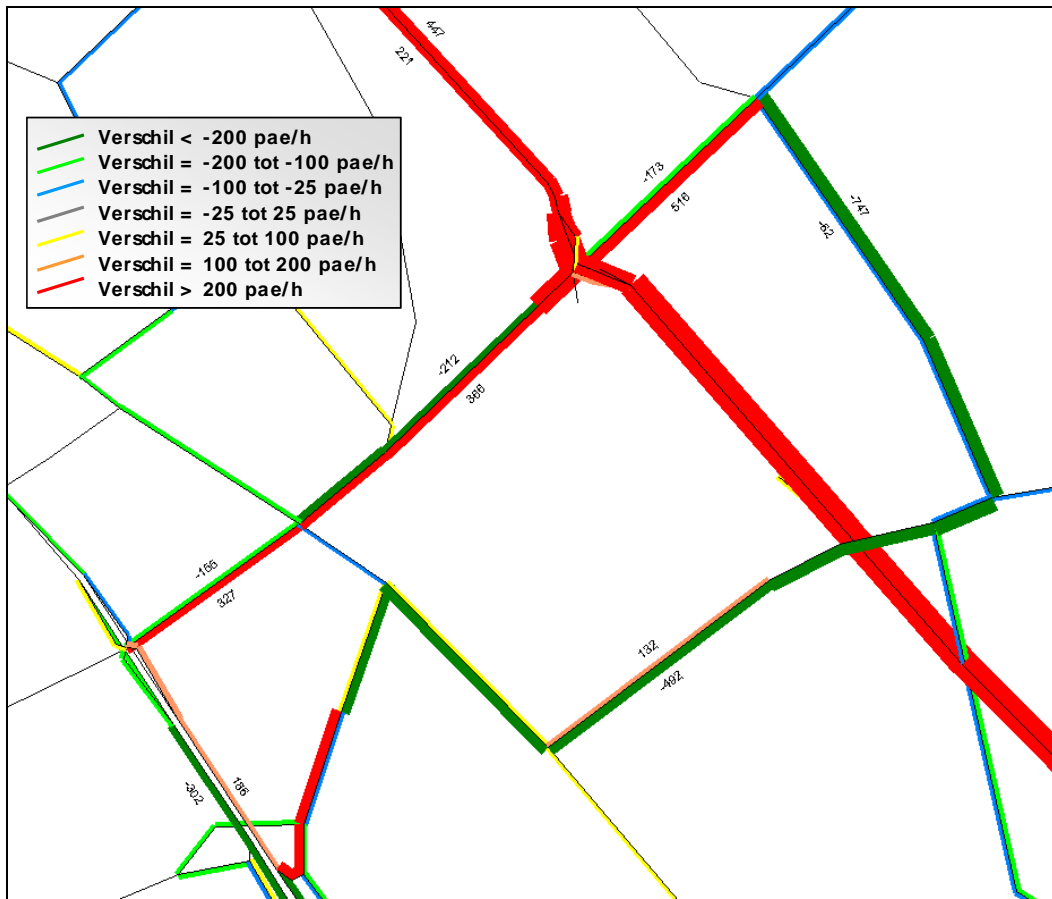 447
221
Verschil < -200 pae/h
Verschil = -200 tot -100 pae/h
Verschil = -100 tot -25 pae/h
Verschil = -25 tot 25 pae/h
Verschil = 25 tot 100 pae/h
Verschil = 100 tot 200 pae/h
Verschil > 200 pae/h
-173
516
-747
-62
-212
366
-166
327
132
-492
186
-302